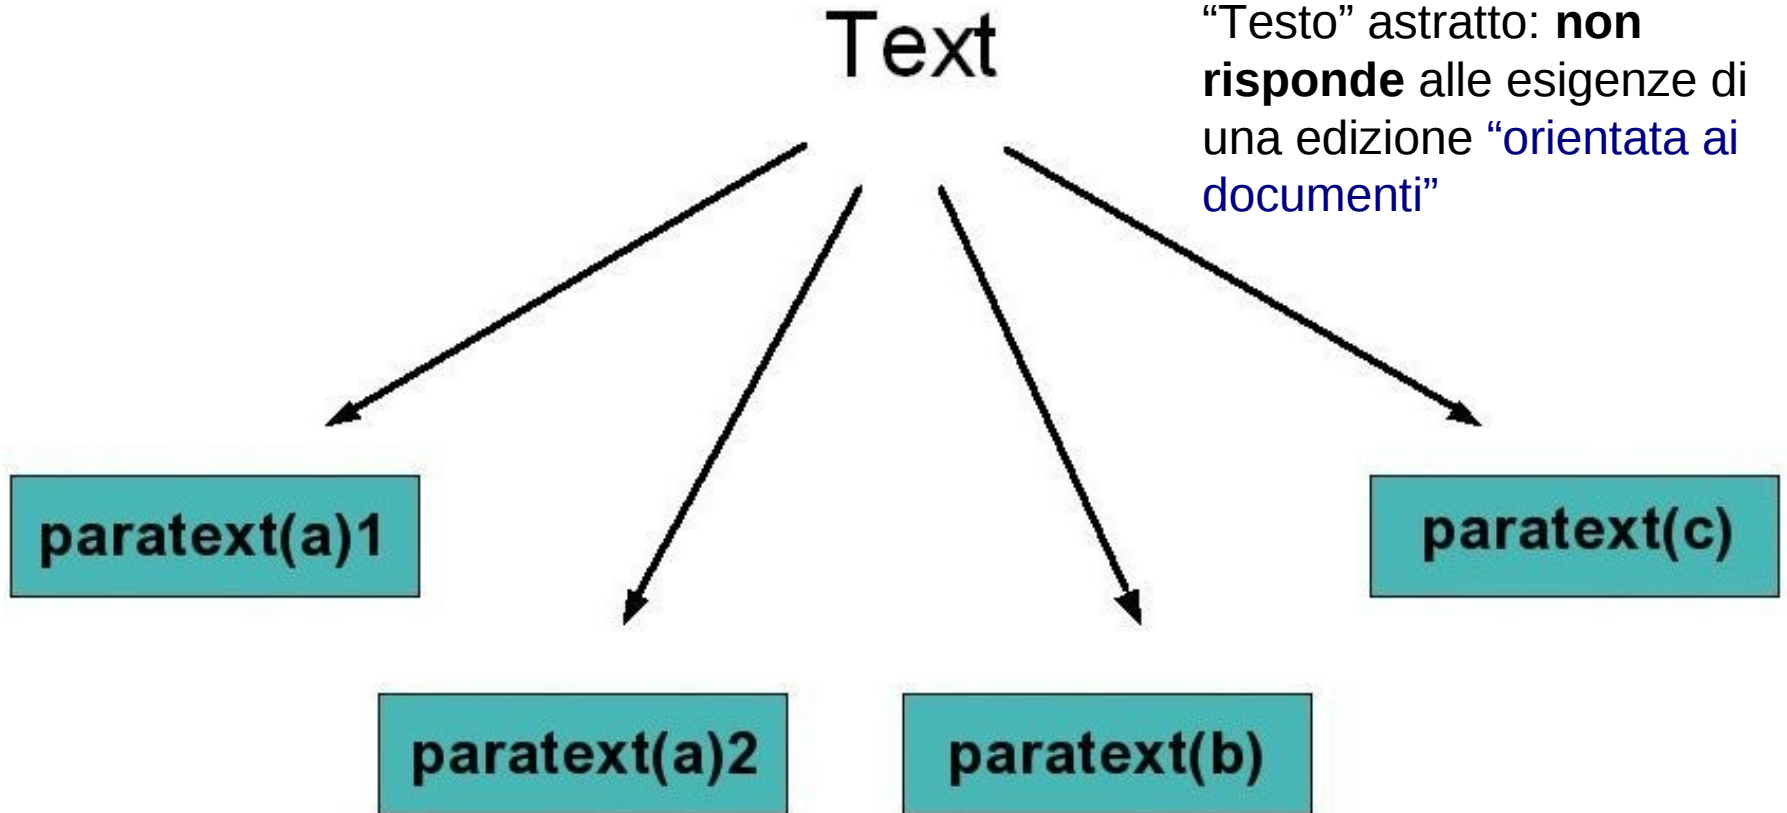 Text
“Testo” astratto: non
risponde alle esigenze di
una edizione “orientata ai
documenti”
paratext(a)1
paratext(c)
paratext(a)2
paratext(b)